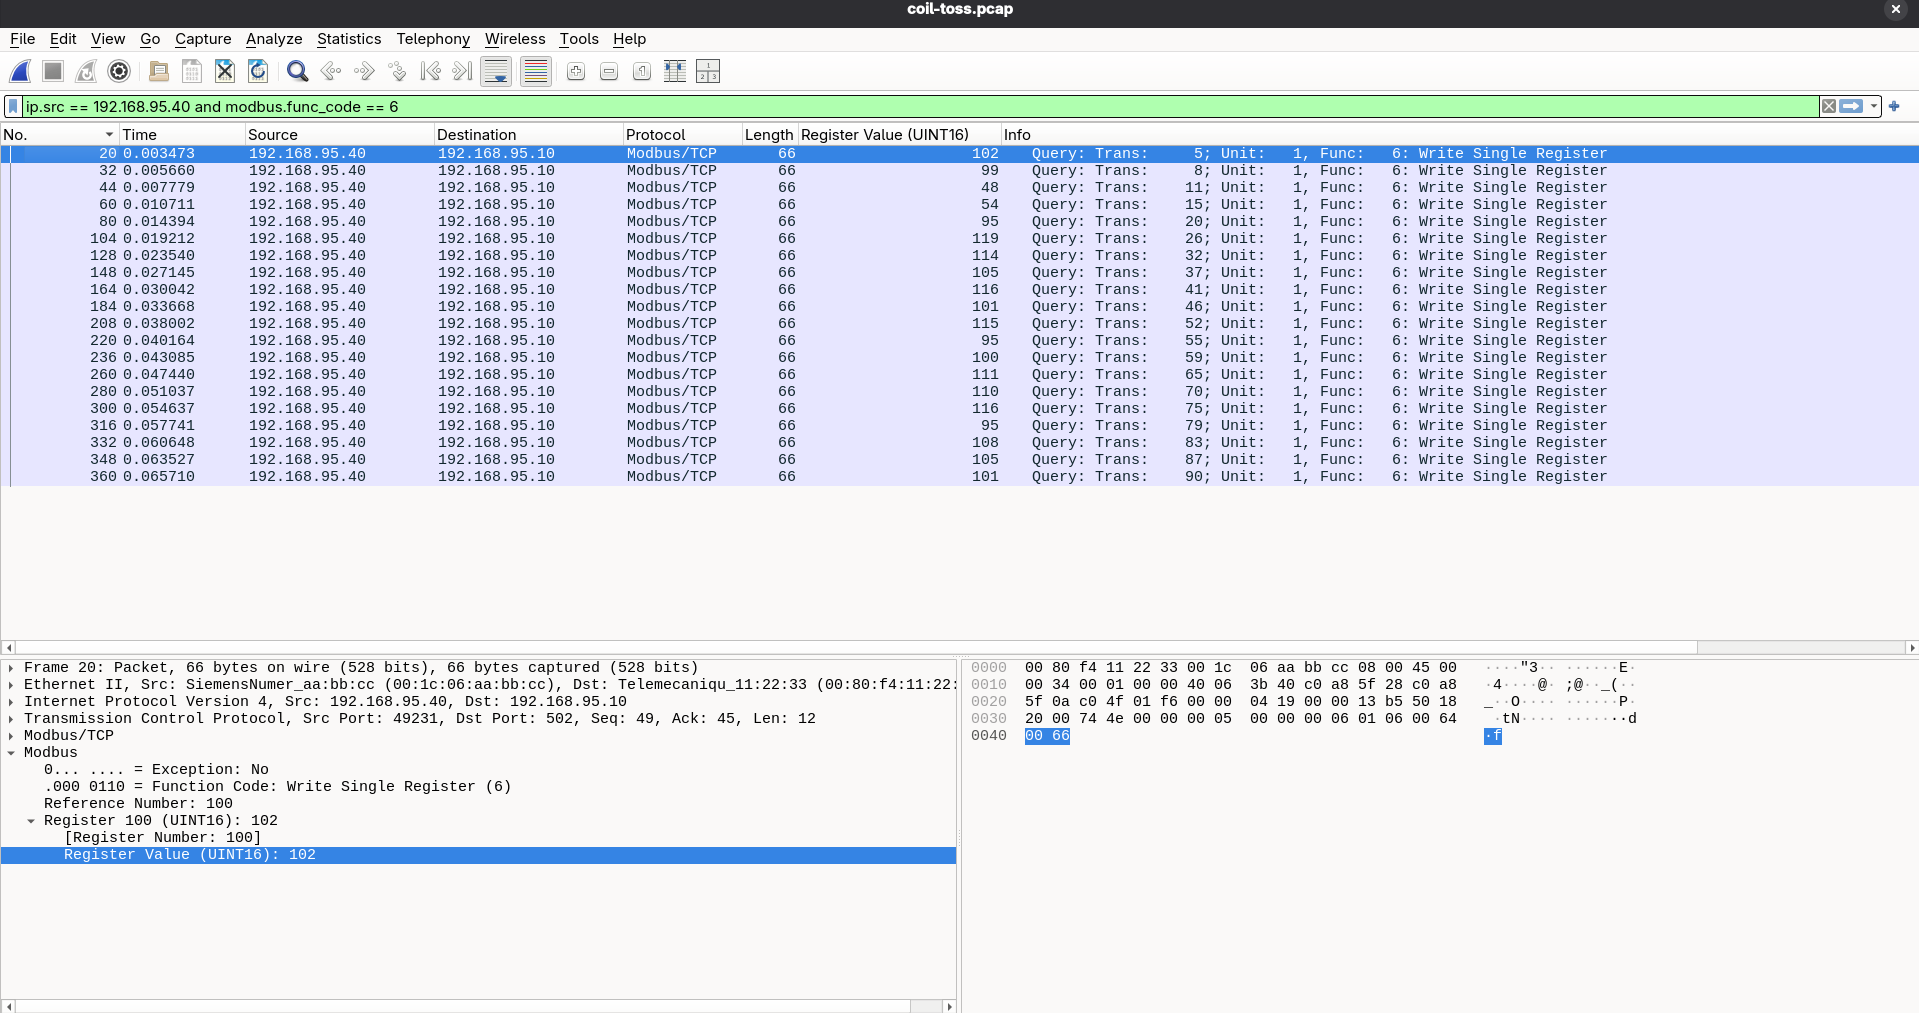 coil-toss.pcap
File Edit View Go Capture Analyze Statistics Telephony Wireless Tools Help
ip.src == 192.168.95.40 and modbus.func_code == 6
No. Time Source Destination Protocol Length Register Value (UINT16) Info
20 0.003473 192.168.95.40 192.168.95.10 Modbus/TCP 66 102 Query: Trans: 5; Unit: 1, Func: 6: Write Single Register
32 0.005660 192.168.95.40 192.168.95.10 Modbus/TCP 66 99 Query: Trans: 8; Unit: 1, Func: 6: Write Single Register
44 0.007779 192.168.95.40 192.168.95.10 Modbus/TCP 66 48 Query: Trans: 11; Unit: 1, Func: 6: Write Single Register
60 0.010711 192.168.95.40 192.168.95.10 Modbus/TCP 66 54 Query: Trans: 15; Unit: 1, Func: 6: Write Single Register
80 0.014394 192.168.95.40 192.168.95.10 Modbus/TCP 66 95 Query: Trans: 20; Unit: 1, Func: 6: Write Single Register
104 0.019212 192.168.95.40 192.168.95.10 Modbus/TCP 66 119 Query: Trans: 26; Unit: 1, Func: 6: Write Single Register
128 0.023540 192.168.95.40 192.168.95.10 Modbus/TCP 66 114 Query: Trans: 32; Unit: 1, Func: 6: Write Single Register
148 0.027145 192.168.95.40 192.168.95.10 Modbus/TCP 66 105 Query: Trans: 37; Unit: 1, Func: 6: Write Single Register
164 0.030042 192.168.95.40 192.168.95.10 Modbus/TCP 66 116 Query: Trans: 41; Unit: 1, Func: 6: Write Single Register
184 0.033668 192.168.95.40 192.168.95.10 Modbus/TCP 66 101 Query: Trans: 46; Unit: 1, Func: 6: Write Single Register
208 0.038002 192.168.95.40 192.168.95.10 Modbus/TCP 66 115 Query: Trans: 52; Unit: 1, Func: 6: Write Single Register
220 0.040164 192.168.95.40 192.168.95.10 Modbus/TCP 66 95 Query: Trans: 55; Unit: 1, Func: 6: Write Single Register
236 0.043085 192.168.95.40 192.168.95.10 Modbus/TCP 66 100 Query: Trans: 59; Unit: 1, Func: 6: Write Single Register
260 0.047440 192.168.95.40 192.168.95.10 Modbus/TCP 66 111 Query: Trans: 65; Unit: 1, Func: 6: Write Single Register
280 0.051037 192.168.95.40 192.168.95.10 Modbus/TCP 66 110 Query: Trans: 70; Unit: 1, Func: 6: Write Single Register
300 0.054637 192.168.95.40 192.168.95.10 Modbus/TCP 66 116 Query: Trans: 75; Unit: 1, Func: 6: Write Single Register
316 0.057741 192.168.95.40 192.168.95.10 Modbus/TCP 66 95 Query: Trans: 79; Unit: 1, Func: 6: Write Single Register
332 0.060648 192.168.95.40 192.168.95.10 Modbus/TCP 66 108 Query: Trans: 83; Unit: 1, Func: 6: Write Single Register
348 0.063527 192.168.95.40 192.168.95.10 Modbus/TCP 66 105 Query: Trans: 87; Unit: 1, Func: 6: Write Single Register
360 0.065710 192.168.95.40 192.168.95.10 Modbus/TCP 66 101 Query: Trans: 90; Unit: 1, Func: 6: Write Single Register
Frame 20: Packet, 66 bytes on wire (528 bits), 66 bytes captured (528 bits)
Ethernet II, Src: SiemensNumer_aa:bb:cc (00:1c:06:aa:bb:cc), Dst: Telemecaniqu_11:22:33 (00:80:f4:11:22:
Internet Protocol Version 4, Src: 192.168.95.40, Dst: 192.168.95.10
Transmission Control Protocol, Src Port: 49231, Dst Port: 502, Seq: 49, Ack: 45, Len: 12
Modbus/TCP
Modbus
0... .... = Exception: No
.000 0110 = Function Code: Write Single Register (6)
Reference Number: 100
Register 100 (UINT16): 102
[Register Number: 100]
Register Value (UINT16): 102
0000 00 80 f4 11 22 33 00 1c 06 aa bb cc 08 00 45 00 ····"3·· ······E·
0010 00 34 00 01 00 00 40 06 3b 40 c0 a8 5f 28 c0 a8 ·4····@· ;@··_(··
0020 5f 0a c0 4f 01 f6 00 00 04 19 00 00 13 b5 50 18 _··O···· ······P·
0030 20 00 74 4e 00 00 00 05 00 00 00 06 01 06 00 64  ·tN···· ·······d
0040 00 66 ·f